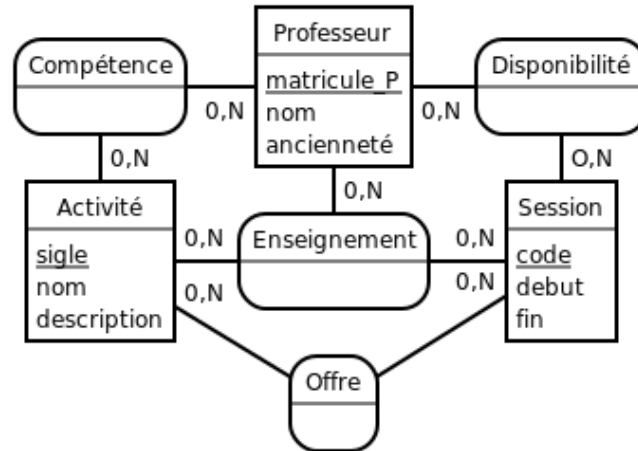 Professeur
matricule_P
nom
ancienneté
Compétence
Disponibilité
0,N
0,N
0,N
O,N
0,N
Activité
sigle
nom
description
Enseignement
0,N
0,N
0,N
0,N
Session
code
debut
fin
Offre